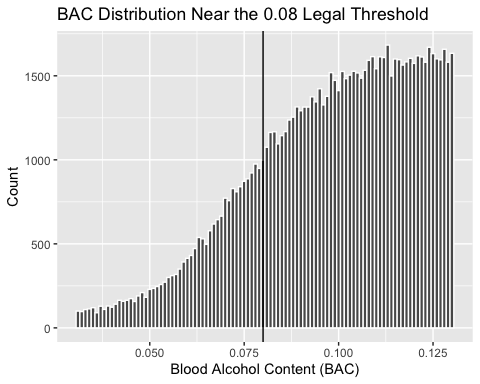 BAC Distribution Near the 0.08 Legal Threshold
1500
1000
500
0
Count
0.050
0.075
0.100
0.125
Blood Alcohol Content (BAC)